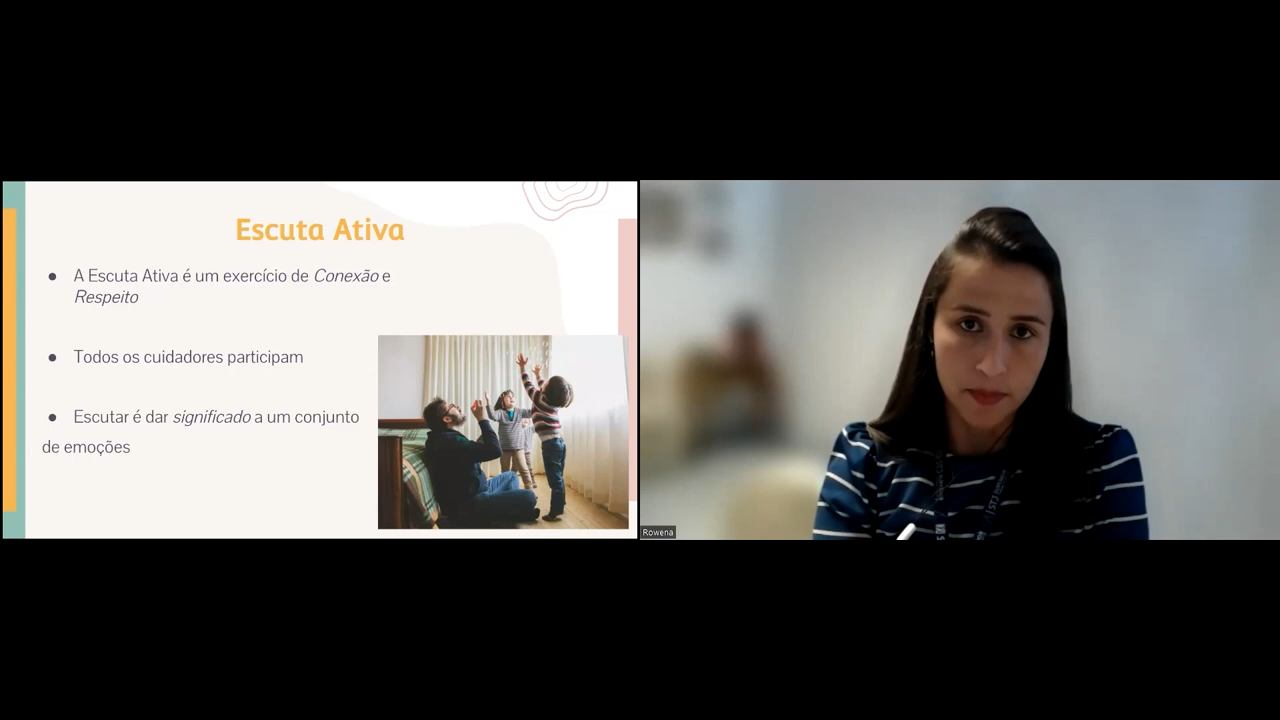 Escuta Ativa
● A Escuta Ativa é um exercício de Conexão e
Respeito
● Todos os cuidadores participam
● Escutar é dar significado a um conjunto
de emoções
Rowena